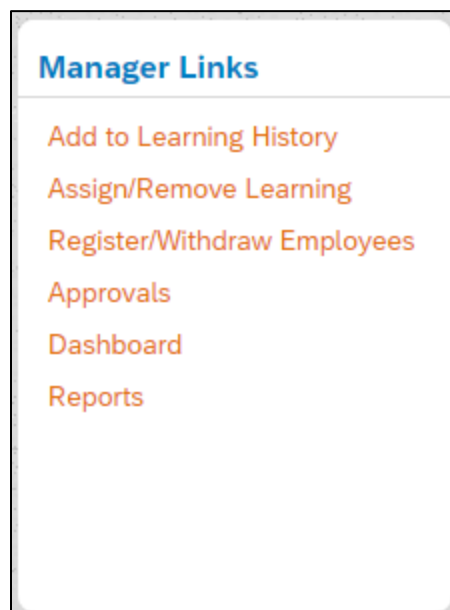 Manager Links
Add to Learning History
Assign/Remove Learning
Register/Withdraw Employees
Approvals
Dashboard
Reports